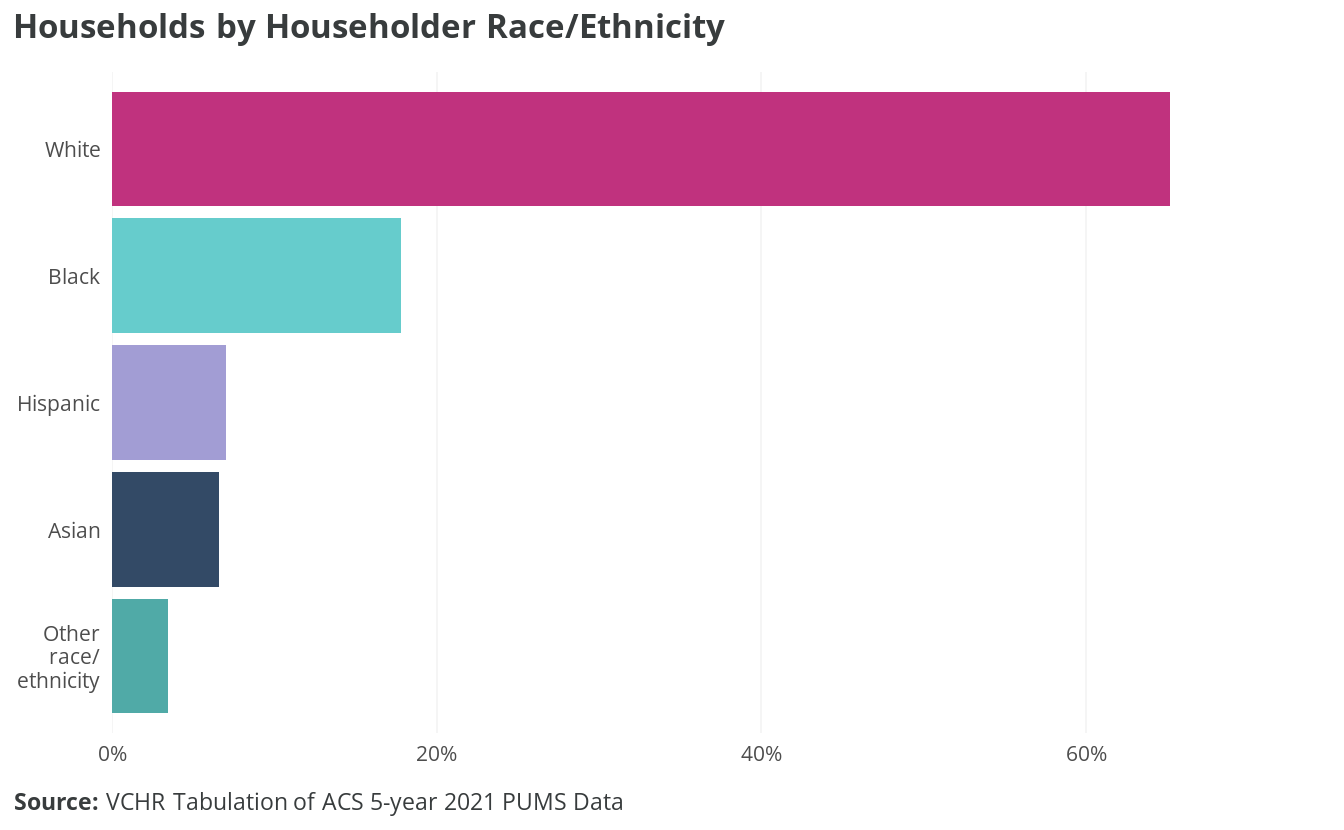 Households by Householder Race/Ethnicity
White
Black
Hispanic
Asian
Other
race/
ethnicity
0% 20% 40% 60%
Source: VCHR Tabulation of ACS 5-year 2021 PUMS Data